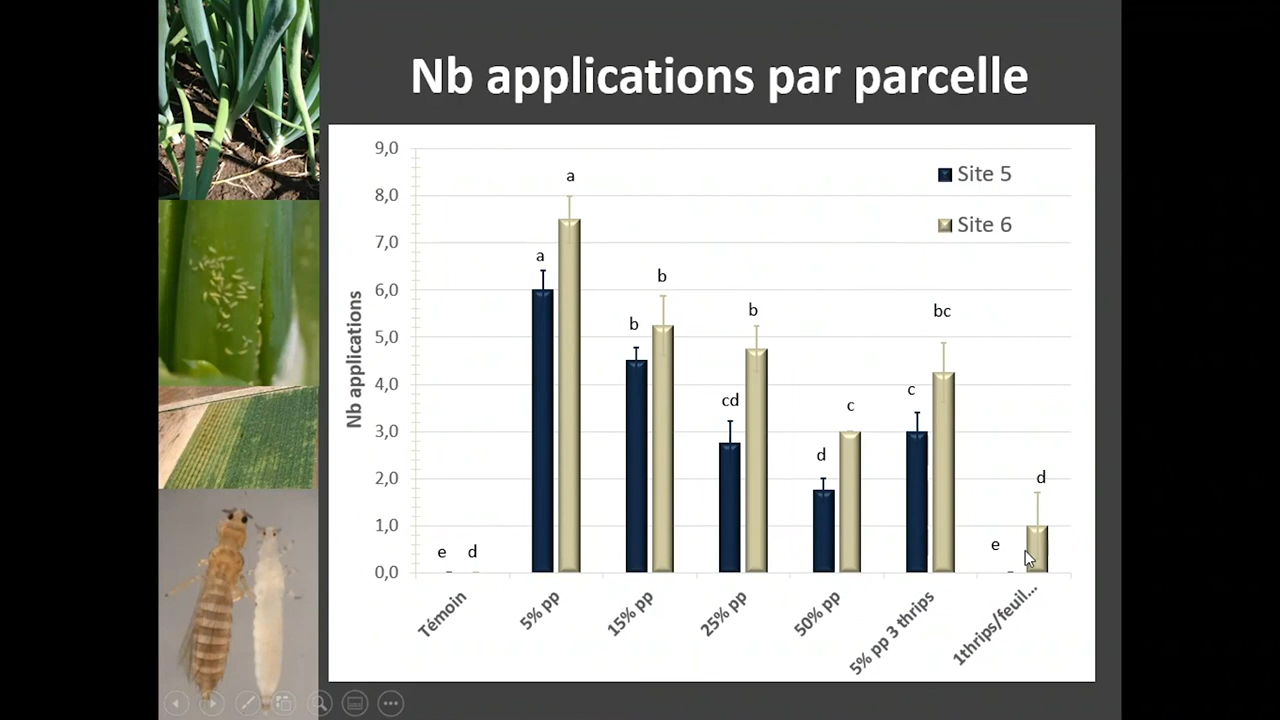 Nb applications par parcelle
9,0
8,0
7,0
6,0
5,0
4,0
3,0
2,0
1,0
0,0
Nb applications
Site 5
Site 6
e d
a a
b b
cd b
d c
c bc
e d
Témoin
5% pp
15% pp
25% pp
50% pp
5% pp 3 thrips
1thrips/feuil...